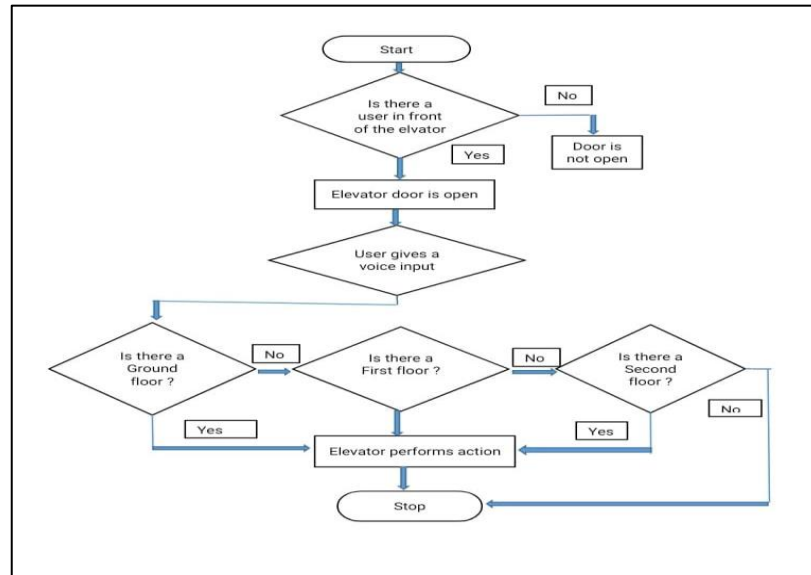 Start
Is there a
user in front
of the elvator
No
Door is
not open
Yes
Elevator door is open
User gives a
voice input
Is there a
Ground
floor ?
No
Is there a
First floor ?
No
Is there a
Second
floor ?
No
Yes
Elevator performs action
Yes
Stop